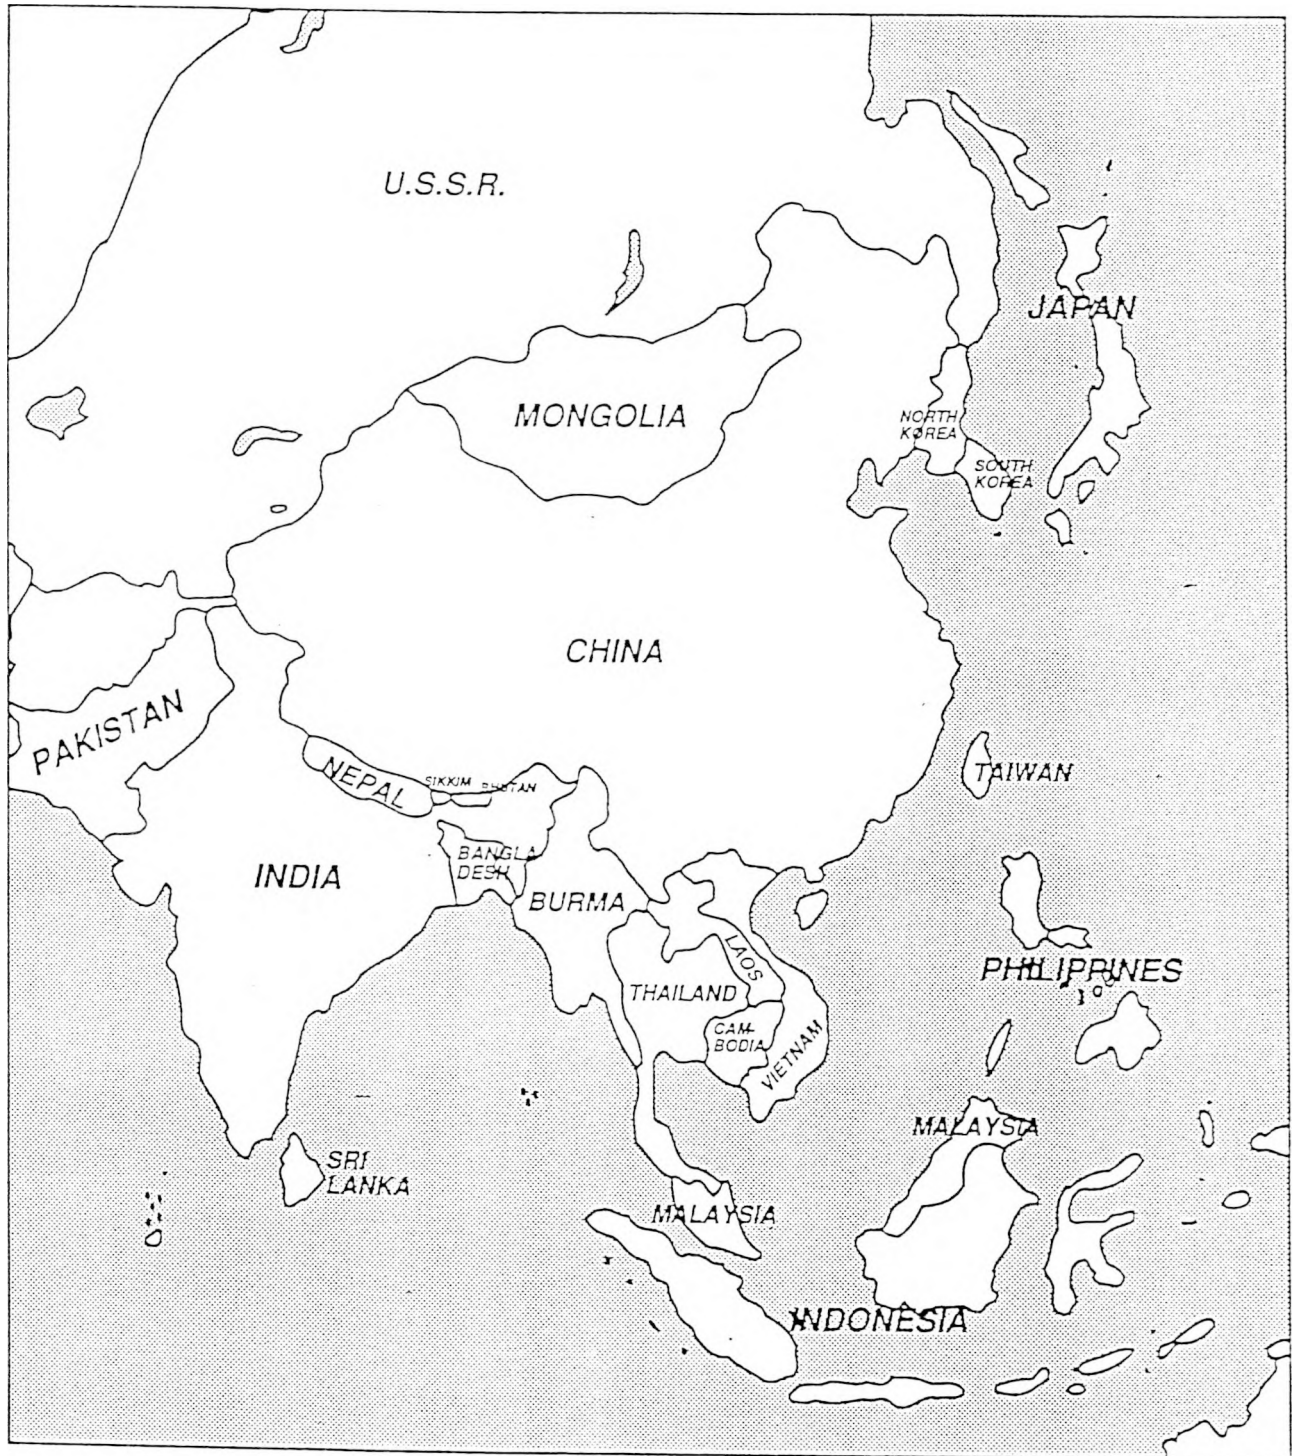 U.S.S.R.
JAPAN
MONGOLIA
NORTH
KOREA
SOUTH
KOREA
CHINA
PAKISTAN
NEPAL
SIKKIM
BHUTAN
TAIWAN
INDIA
BANGLA
DESH
BURMA
LAOS
THAILAND
PHILIPPINES
CAM-
BODIA
VIETNAM
MALAYSIA
SRI
LANKA
MALAYSIA
INDONESIA